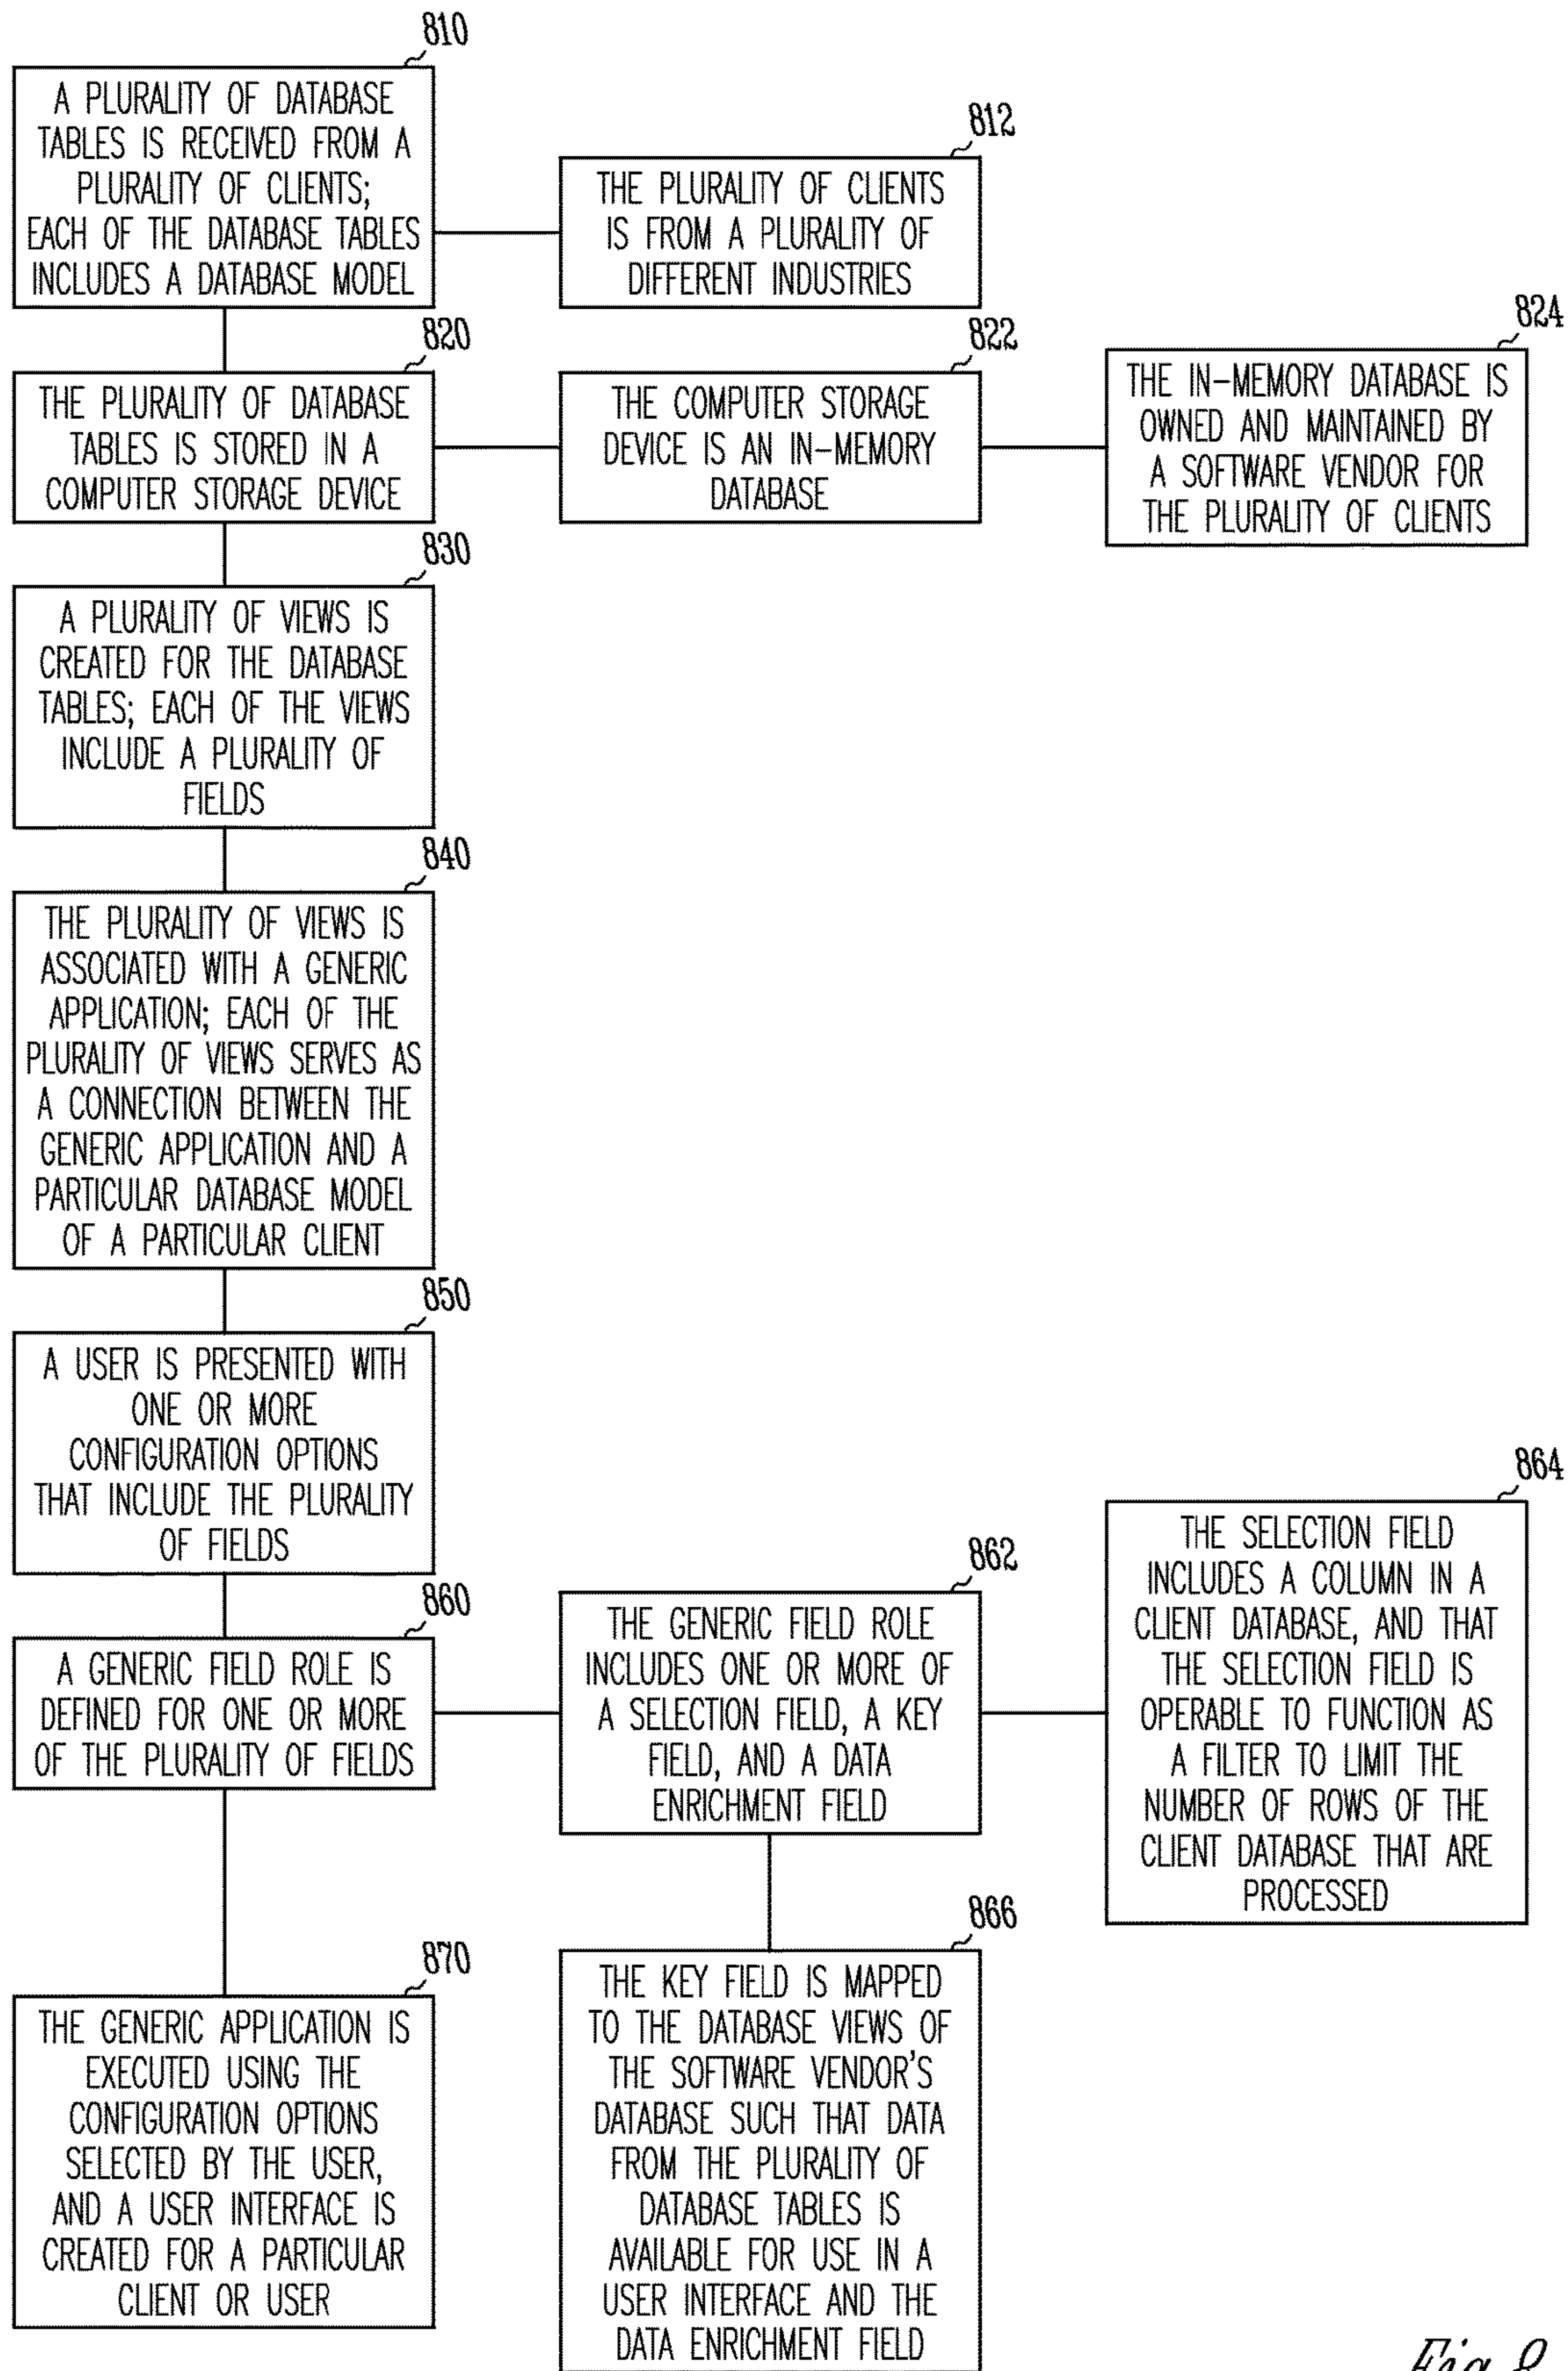 810
A PLURALITY OF DATABASE
TABLES IS RECEIVED FROM A
PLURALITY OF CLIENTS;
EACH OF THE DATABASE TABLES
INCLUDES A DATABASE MODEL
812
THE PLURALITY OF CLIENTS
IS FROM A PLURALITY OF
DIFFERENT INDUSTRIES
820
THE PLURALITY OF DATABASE
TABLES IS STORED IN A
COMPUTER STORAGE DEVICE
822
THE COMPUTER STORAGE
DEVICE IS AN IN-MEMORY
DATABASE
824
THE IN-MEMORY DATABASE IS
OWNED AND MAINTAINED BY
A SOFTWARE VENDOR FOR
THE PLURALITY OF CLIENTS
830
A PLURALITY OF VIEWS IS
CREATED FOR THE DATABASE
TABLES; EACH OF THE VIEWS
INCLUDE A PLURALITY OF
FIELDS
840
THE PLURALITY OF VIEWS IS
ASSOCIATED WITH A GENERIC
APPLICATION; EACH OF THE
PLURALITY OF VIEWS SERVES AS
A CONNECTION BETWEEN THE
GENERIC APPLICATION AND A
PARTICULAR DATABASE MODEL
OF A PARTICULAR CLIENT
850
A USER IS PRESENTED WITH
ONE OR MORE
CONFIGURATION OPTIONS
THAT INCLUDE THE PLURALITY
OF FIELDS
860
A GENERIC FIELD ROLE IS
DEFINED FOR ONE OR MORE
OF THE PLURALITY OF FIELDS
862
THE GENERIC FIELD ROLE
INCLUDES ONE OR MORE OF
A SELECTION FIELD, A KEY
FIELD, AND A DATA
ENRICHMENT FIELD
864
THE SELECTION FIELD
INCLUDES A COLUMN IN A
CLIENT DATABASE, AND THAT
THE SELECTION FIELD IS
OPERABLE TO FUNCTION AS
A FILTER TO LIMIT THE
NUMBER OF ROWS OF THE
CLIENT DATABASE THAT ARE
PROCESSED
866
THE KEY FIELD IS MAPPED
TO THE DATABASE VIEWS OF
THE SOFTWARE VENDOR'S
DATABASE SUCH THAT DATA
FROM THE PLURALITY OF
DATABASE TABLES IS
AVAILABLE FOR USE IN A
USER INTERFACE AND THE
DATA ENRICHMENT FIELD
870
THE GENERIC APPLICATION IS
EXECUTED USING THE
CONFIGURATION OPTIONS
SELECTED BY THE USER,
AND A USER INTERFACE IS
CREATED FOR A PARTICULAR
CLIENT OR USER
Fig. 8